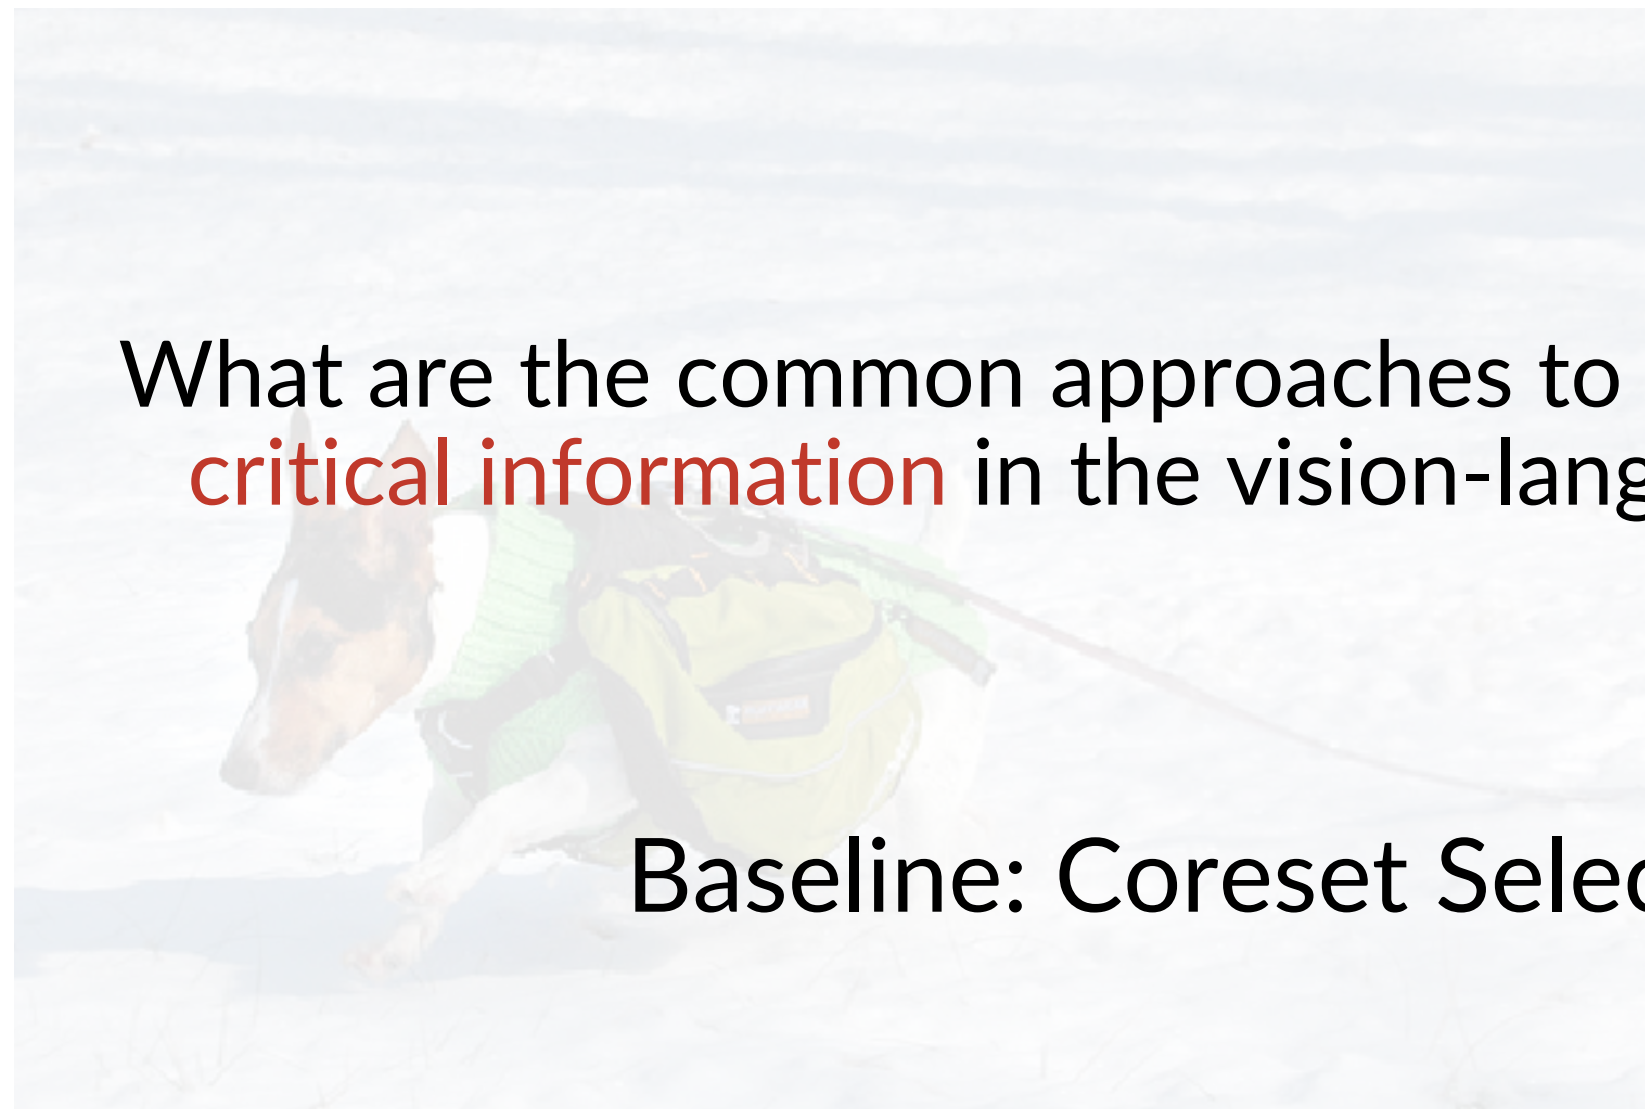 What are the common approaches to
critical information in the vision-lang
Baseline: Coreset Selec